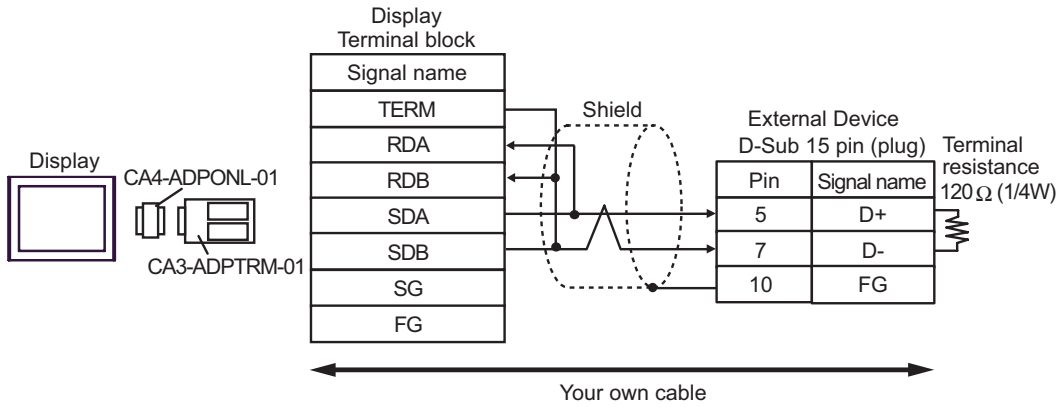 Display
Terminal block
Signal name
TERM
RDA
RDB
SDA
SDB
SG
FG
Shield
Display
CA4-ADPONL-01
CA3-ADPTRM-01
External Device
D-Sub 15 pin (plug)
Pin Signal name
5 D+
7 D-
10 FG
Terminal
resistance
120Ω (1/4W)
Your own cable